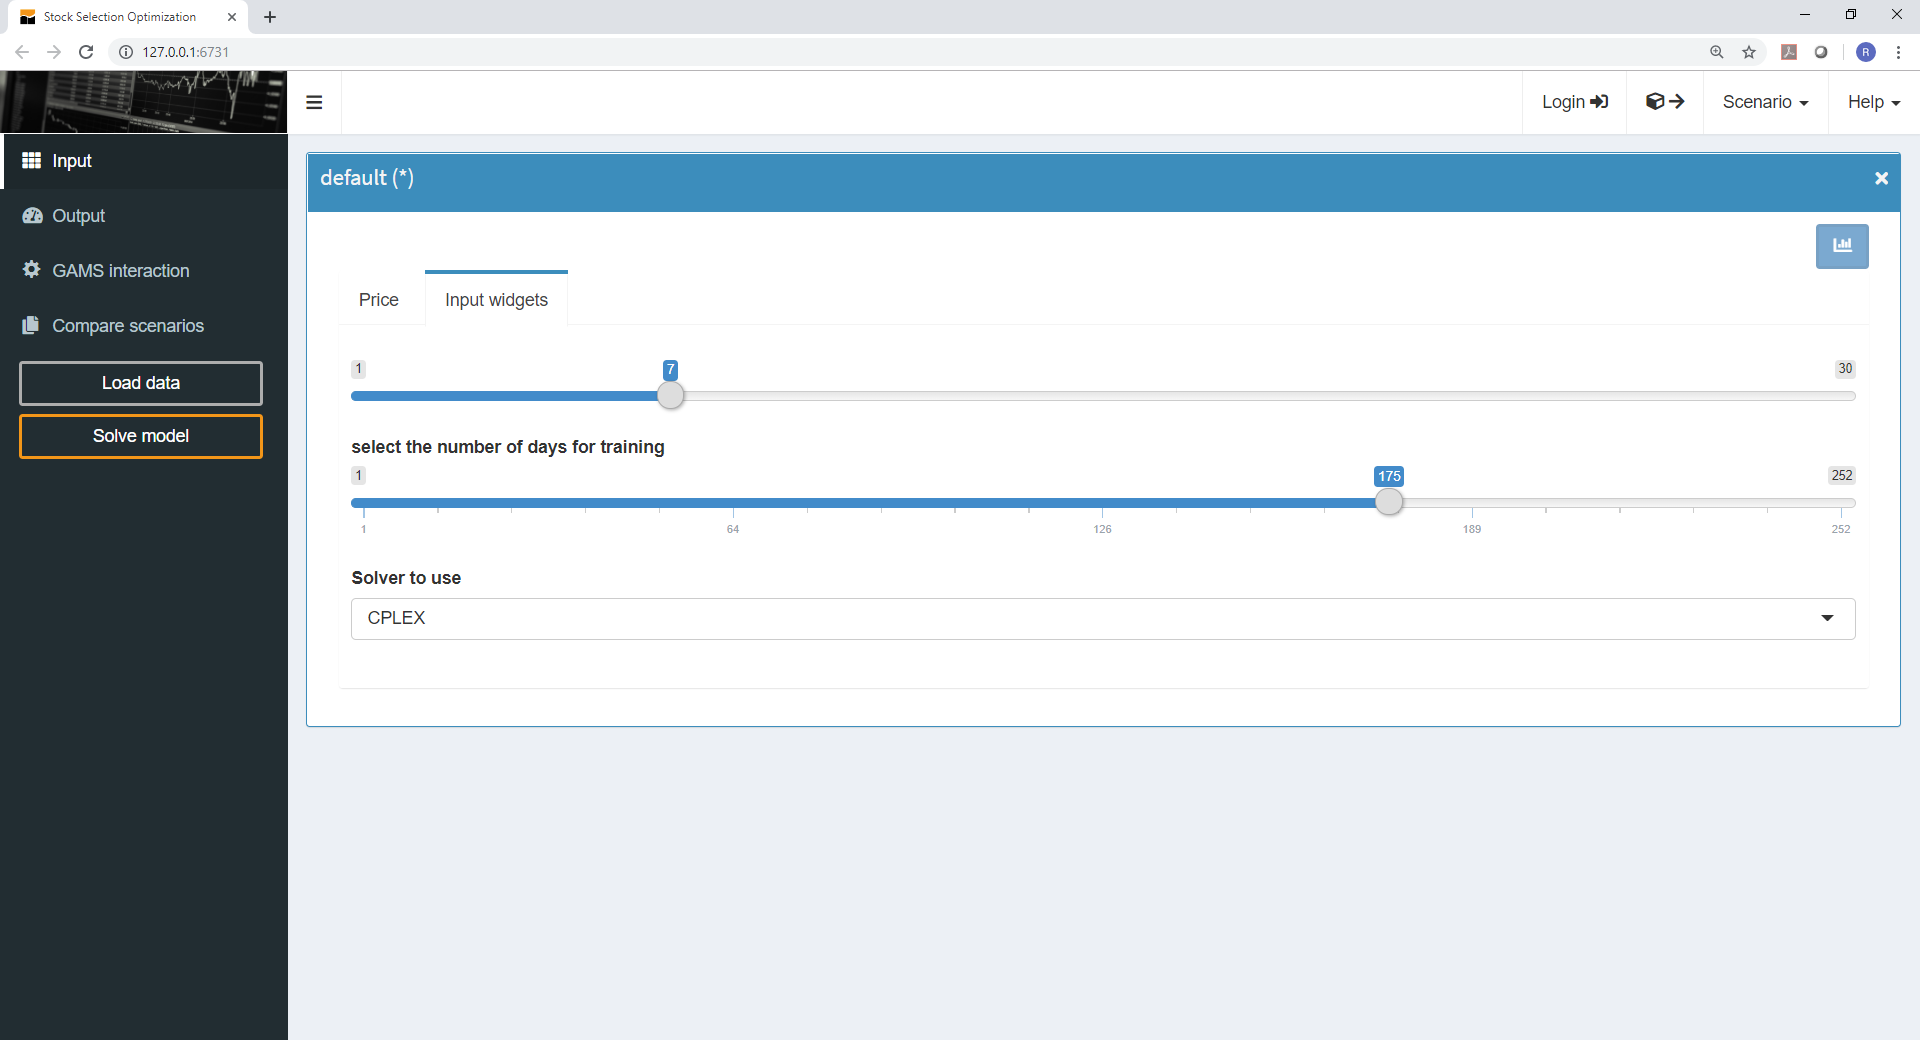 Stock Selection Optimization
127.0.0.1:6731
R
Login
Scenario
Help
Input
Output
GAMS interaction
Compare scenarios
Load data
Solve model
default (*)
Price
Input widgets
1
7
30
select the number of days for training
1
175
252
1
64
126
189
252
Solver to use
CPLEX